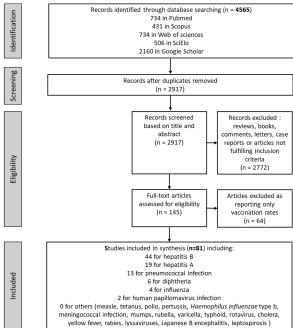 Identification
Records identified through database searching (n = 4565)
734 in Pubmed
431 in Scopus
734 in Web of sciences
506 in SciElo
2160 in Google Scholar
Screening
Records after duplicates removed
(n = 2917)
Eligibility
Records screened
based on title and
abstract
(n = 2917)
Records excluded :
reviews, books,
comments, letters, case
reports or articles not
fulfilling inclusion
criteria
(n = 2772)
Full-text articles
assessed for eligibility
(n = 145)
Articles excluded as
reporting only
vaccination rates
(n = 64)
Included
Studies included in synthesis (n=81) including:
44 for hepatitis B
19 for hepatitis A
13 for pneumococcal infection
6 for diphteria
4 for influenza
2 for human papillomavirus infection
0 for others (measle, tetanus, polio, pertussis, Haemophilus influenzae type b,
meningococcal infection, mumps, rubella, varicella, typhoid, rotavirus, cholera,
yellow fever, rabies, lyssaviruses, Japanese B encephalitis, leptospirosis )